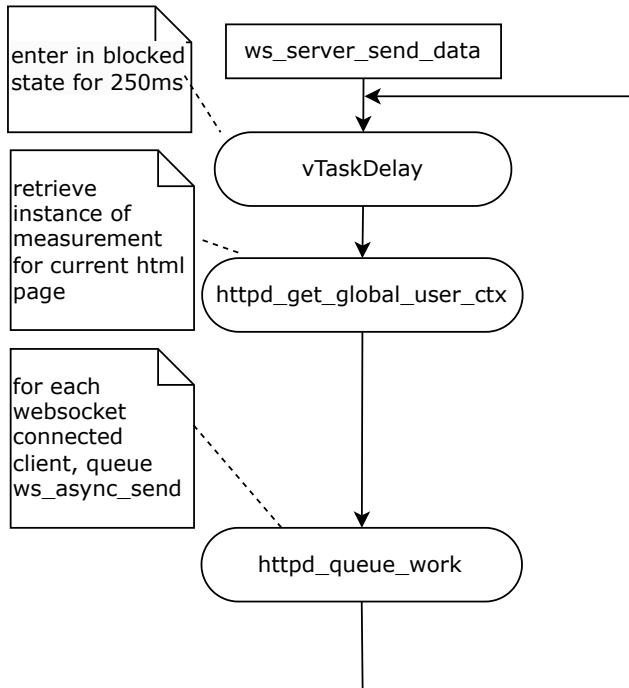 enter in blocked
state for 250ms
ws_server_send_data
vTaskDelay
retrieve
instance of
measurement
for current html
page
httpd_get_global_user_ctx
for each
websocket
connected
client, queue
ws_async_send
httpd_queue_work